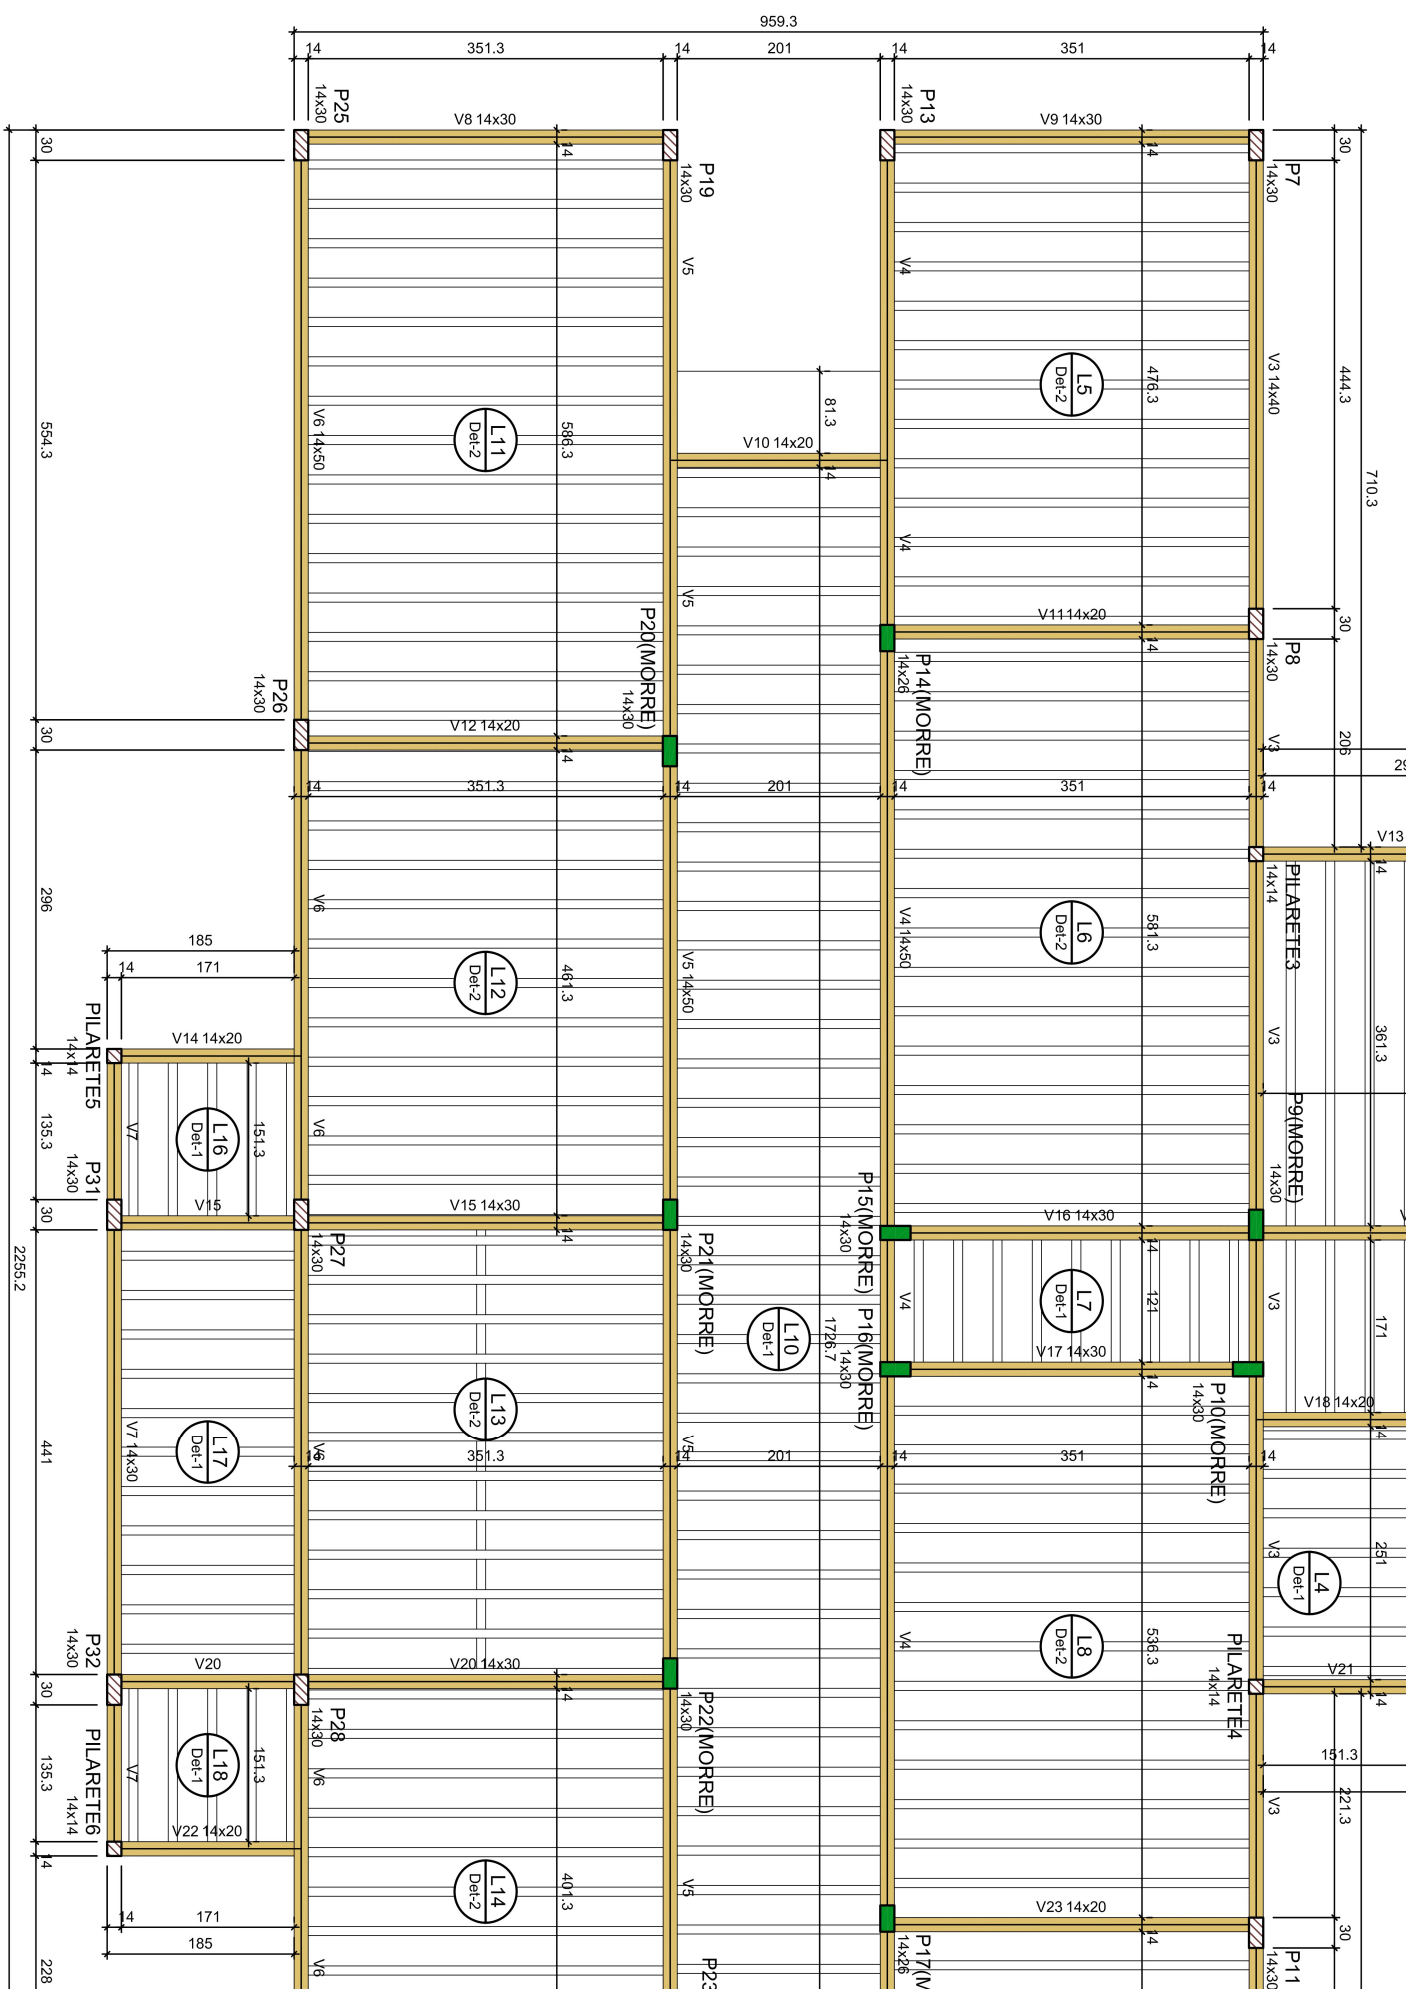 959.3
14 351.3 14 201 14 351 14
P25
14x30
V8 14x30
14
P19
14x30
P13
14x30
V9 14x30
14
P7
14x30
30
30
V5
V4
V3 14x40
444.3
710.3
L5
Det-2
476.3
81.3
V10 14x20
14
554.3
V6 14x50
L11
Det-2
586.3
V4
V5
V11 14x20
14
30
P8
14x30
P20(MORRE)
14x30
P14(MORRE)
14x26
P26
14x30
V12 14x20
14
30
V3
206
14 351.3 14 201 14 351 14
V13
14
PILARETE3
14x14
296
V6
L12
Det-2
461.3
V5 14x50
V4 14x50
L6
Det-2
581.3
V3
361.3
185
14 171
PILARETE5
14x14
V14 14x20
14
135.3
V7
L16
Det-1
151.3
V6
P9(MORRE)
14x30
P31
14x30
30
V15
V15 14x30
14
P27
14x30
P21(MORRE)
14x30
P15(MORRE)
14x30
V16 14x30
14
2255.2
L10
Det-1
1726.7
P16(MORRE)
14x30
V4
L7
Det-1
121
V3
171
V17 14x30
14
P10(MORRE)
14x30
V18 14x20
14
441
V7 14x30
L17
Det-1
V6
L13
Det-2
V5
14 351.3 14 201 14 351 14
V3
L4
Det-1
251
V4
L8
Det-2
536.3
PILARETE4
14x14
V21
14
P32
14x30
30
V20
V20 14x30
14
P28
14x30
P22(MORRE)
14x30
135.3
PILARETE6
14x14
V7
L18
Det-1
151.3
V6
151.3
221.3
V3
V22 14x20
14
L14
Det-2
401.3
V5
V23 14x20
14
30
P11
14x30
14 171
185
228
V6
P23
P17(M
14x26